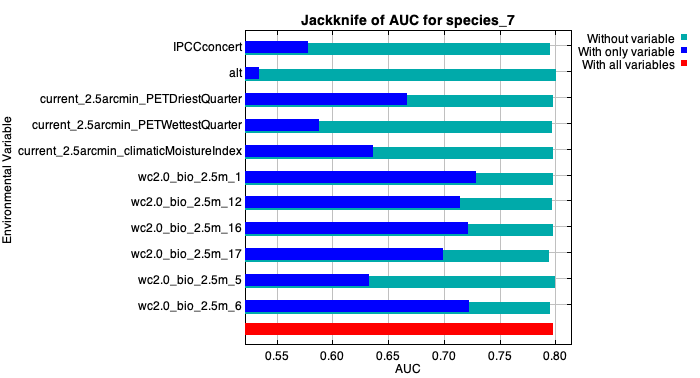 Jackknife of AUC for species_7
Without variable
With only variable
With all variables
Environmental Variable
IPCCconcert
alt
current_2.5arcmin_PETDriestQuarter
current_2.5arcmin_PETWettestQuarter
current_2.5arcmin_climaticMoistureIndex
wc2.0_bio_2.5m_1
wc2.0_bio_2.5m_12
wc2.0_bio_2.5m_16
wc2.0_bio_2.5m_17
wc2.0_bio_2.5m_5
wc2.0_bio_2.5m_6
0.55 0.60 0.65 0.70 0.75 0.80
AUC